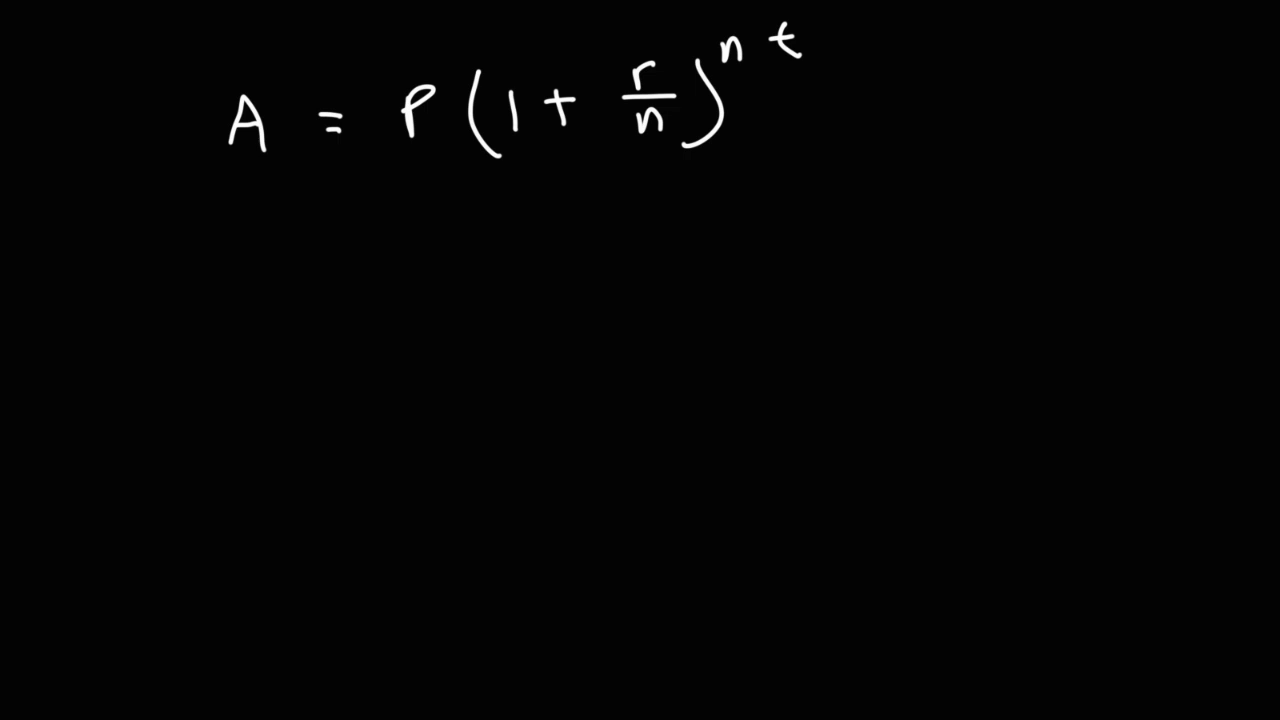 A = P(1 + r/n)^nt